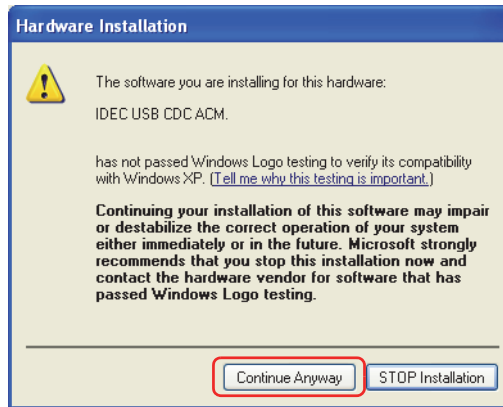 Hardware Installation
The software you are installing for this hardware:
IDEC USB CDC ACM.
has not passed Windows Logo testing to verify its compatibility
with Windows XP. (Tell me why this testing is important.)
Continuing your installation of this software may impair
or destabilize the correct operation of your system
either immediately or in the future. Microsoft strongly
recommends that you stop this installation now and
contact the hardware vendor for software that has
passed Windows Logo testing.
Continue Anyway STOP Installation